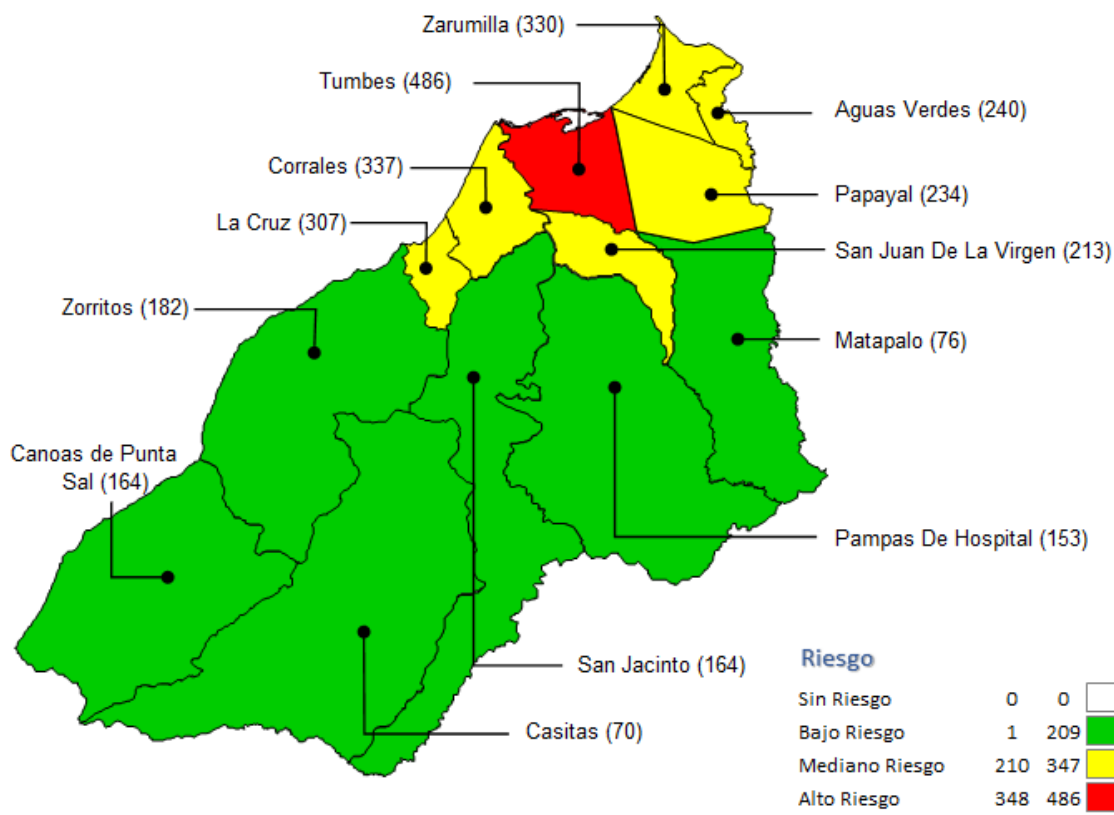 Zarumilla (330)
Tumbes (486)
Aguas Verdes (240)
Corrales (337)
Papayal (234)
La Cruz (307)
San Juan De La Virgen (213)
Zorritos (182)
Matapalo (76)
Canoas de Punta
Sal (164)
Pampas De Hospital (153)
San Jacinto (164)
Casitas (70)
Riesgo
Sin Riesgo 0 0
Bajo Riesgo 1 209
Mediano Riesgo 210 347
Alto Riesgo 348 486